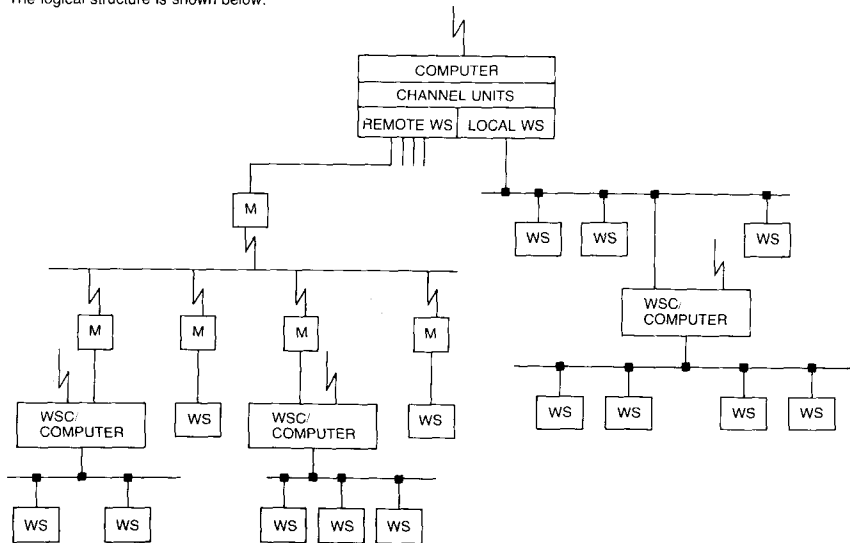 The logical structure is shown below:
COMPUTER
CHANNEL UNITS
REMOTE WS LOCAL WS
M
WS WS WS
WSC/
COMPUTER
M M M M
WS WS WS WS
WSC/
COMPUTER
WS
WSC/
COMPUTER
WS
WS WS WS WS WS